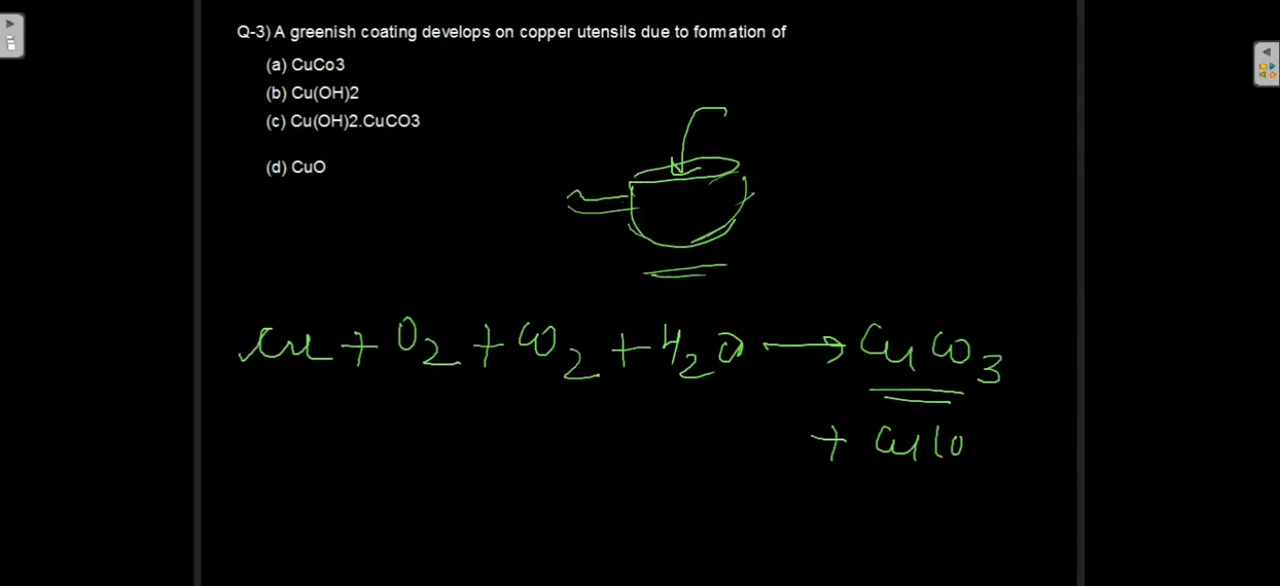 Q-3) A greenish coating develops on copper utensils due to formation of
(a) CuCo3
(b) Cu(OH)2
(c) Cu(OH)2.CuCO3
(d) CuO
Cu + O2 + CO2 + H2O → CuCO3
+ Cu(O